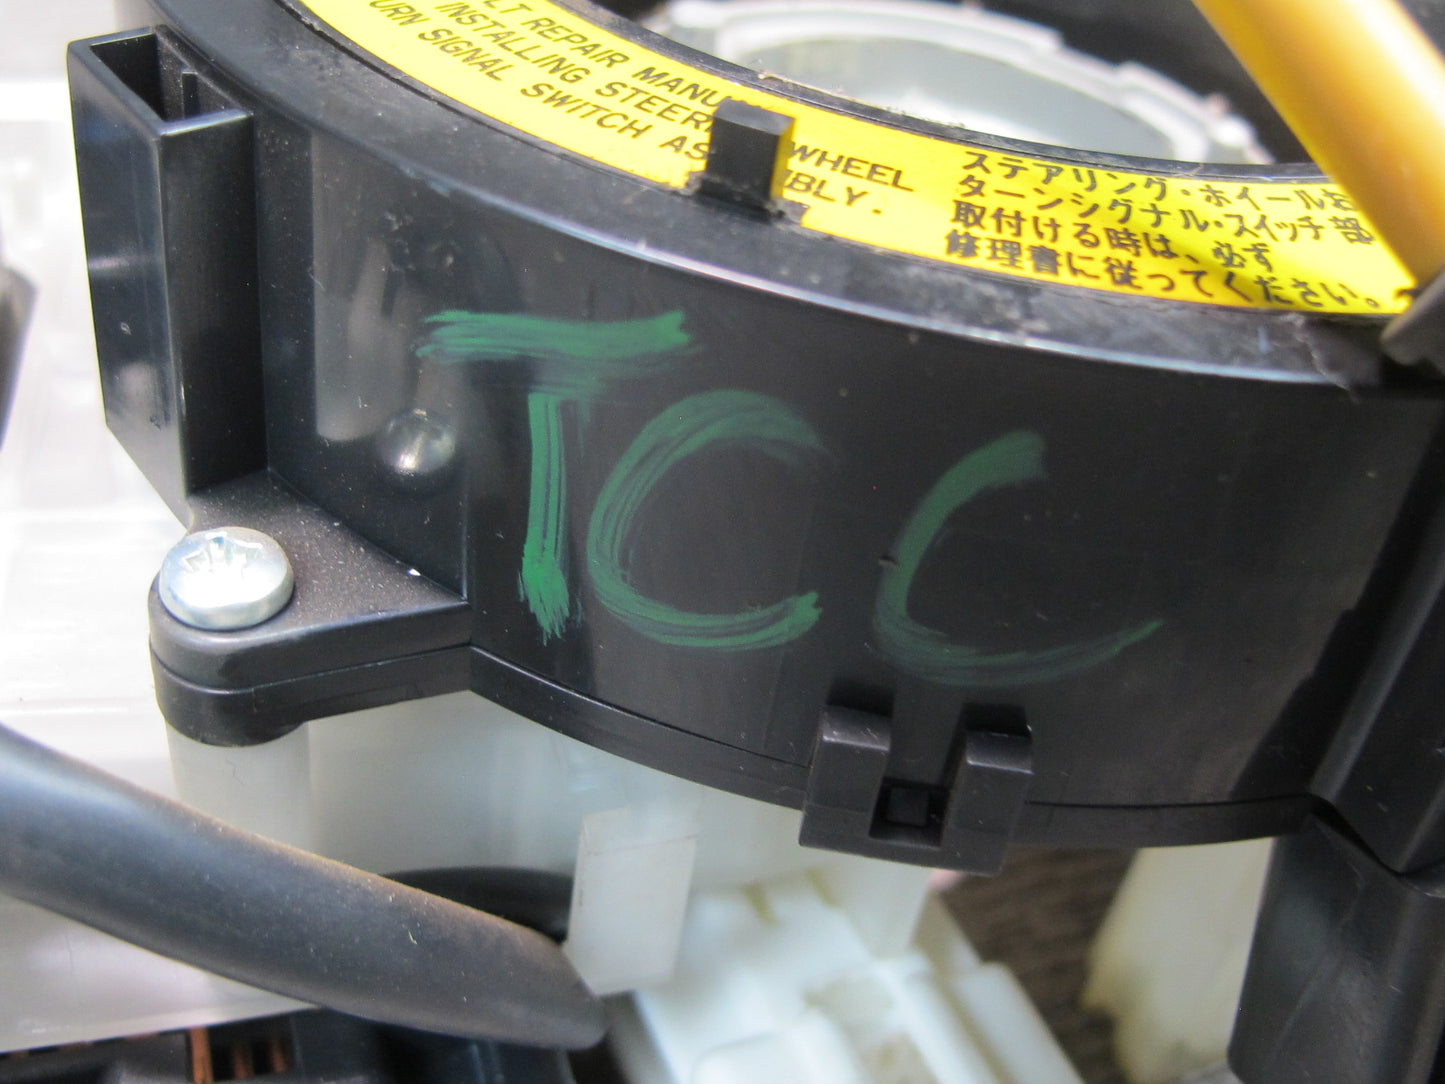 LT REPAIR MANU
INSTALLING STEER WHEEL
URN SIGNAL SWITCH AS BLY.
ステアリング・ホイール
ターンシグナル・スイッチ部
取付ける時は、必ず
修理書に従ってください。
TCC